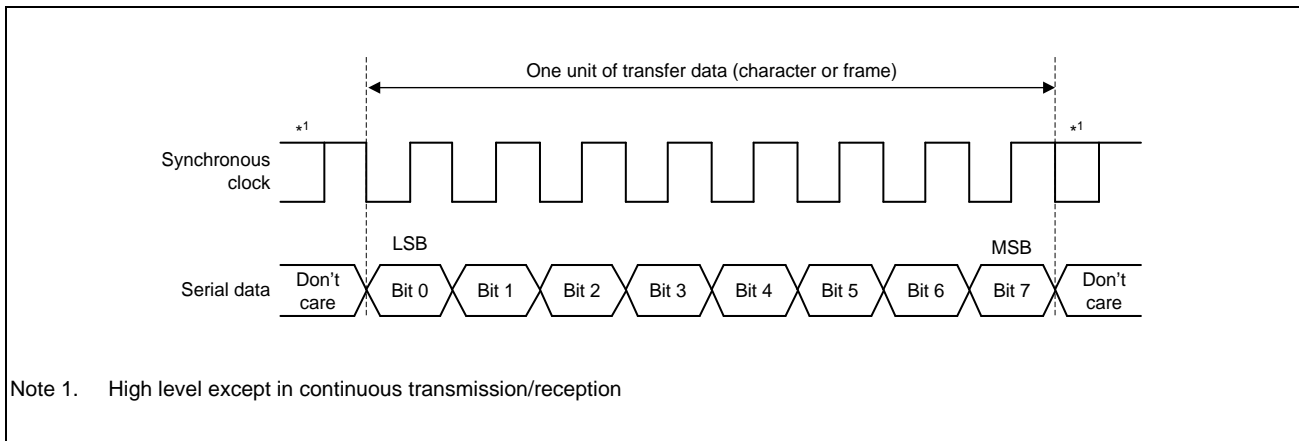 One unit of transfer data (character or frame)
*1
*1
Synchronous
clock
LSB
MSB
Serial data
Don't
care
Bit 0
Bit 1
Bit 2
Bit 3
Bit 4
Bit 5
Bit 6
Bit 7
Don't
care
Note 1. High level except in continuous transmission/reception